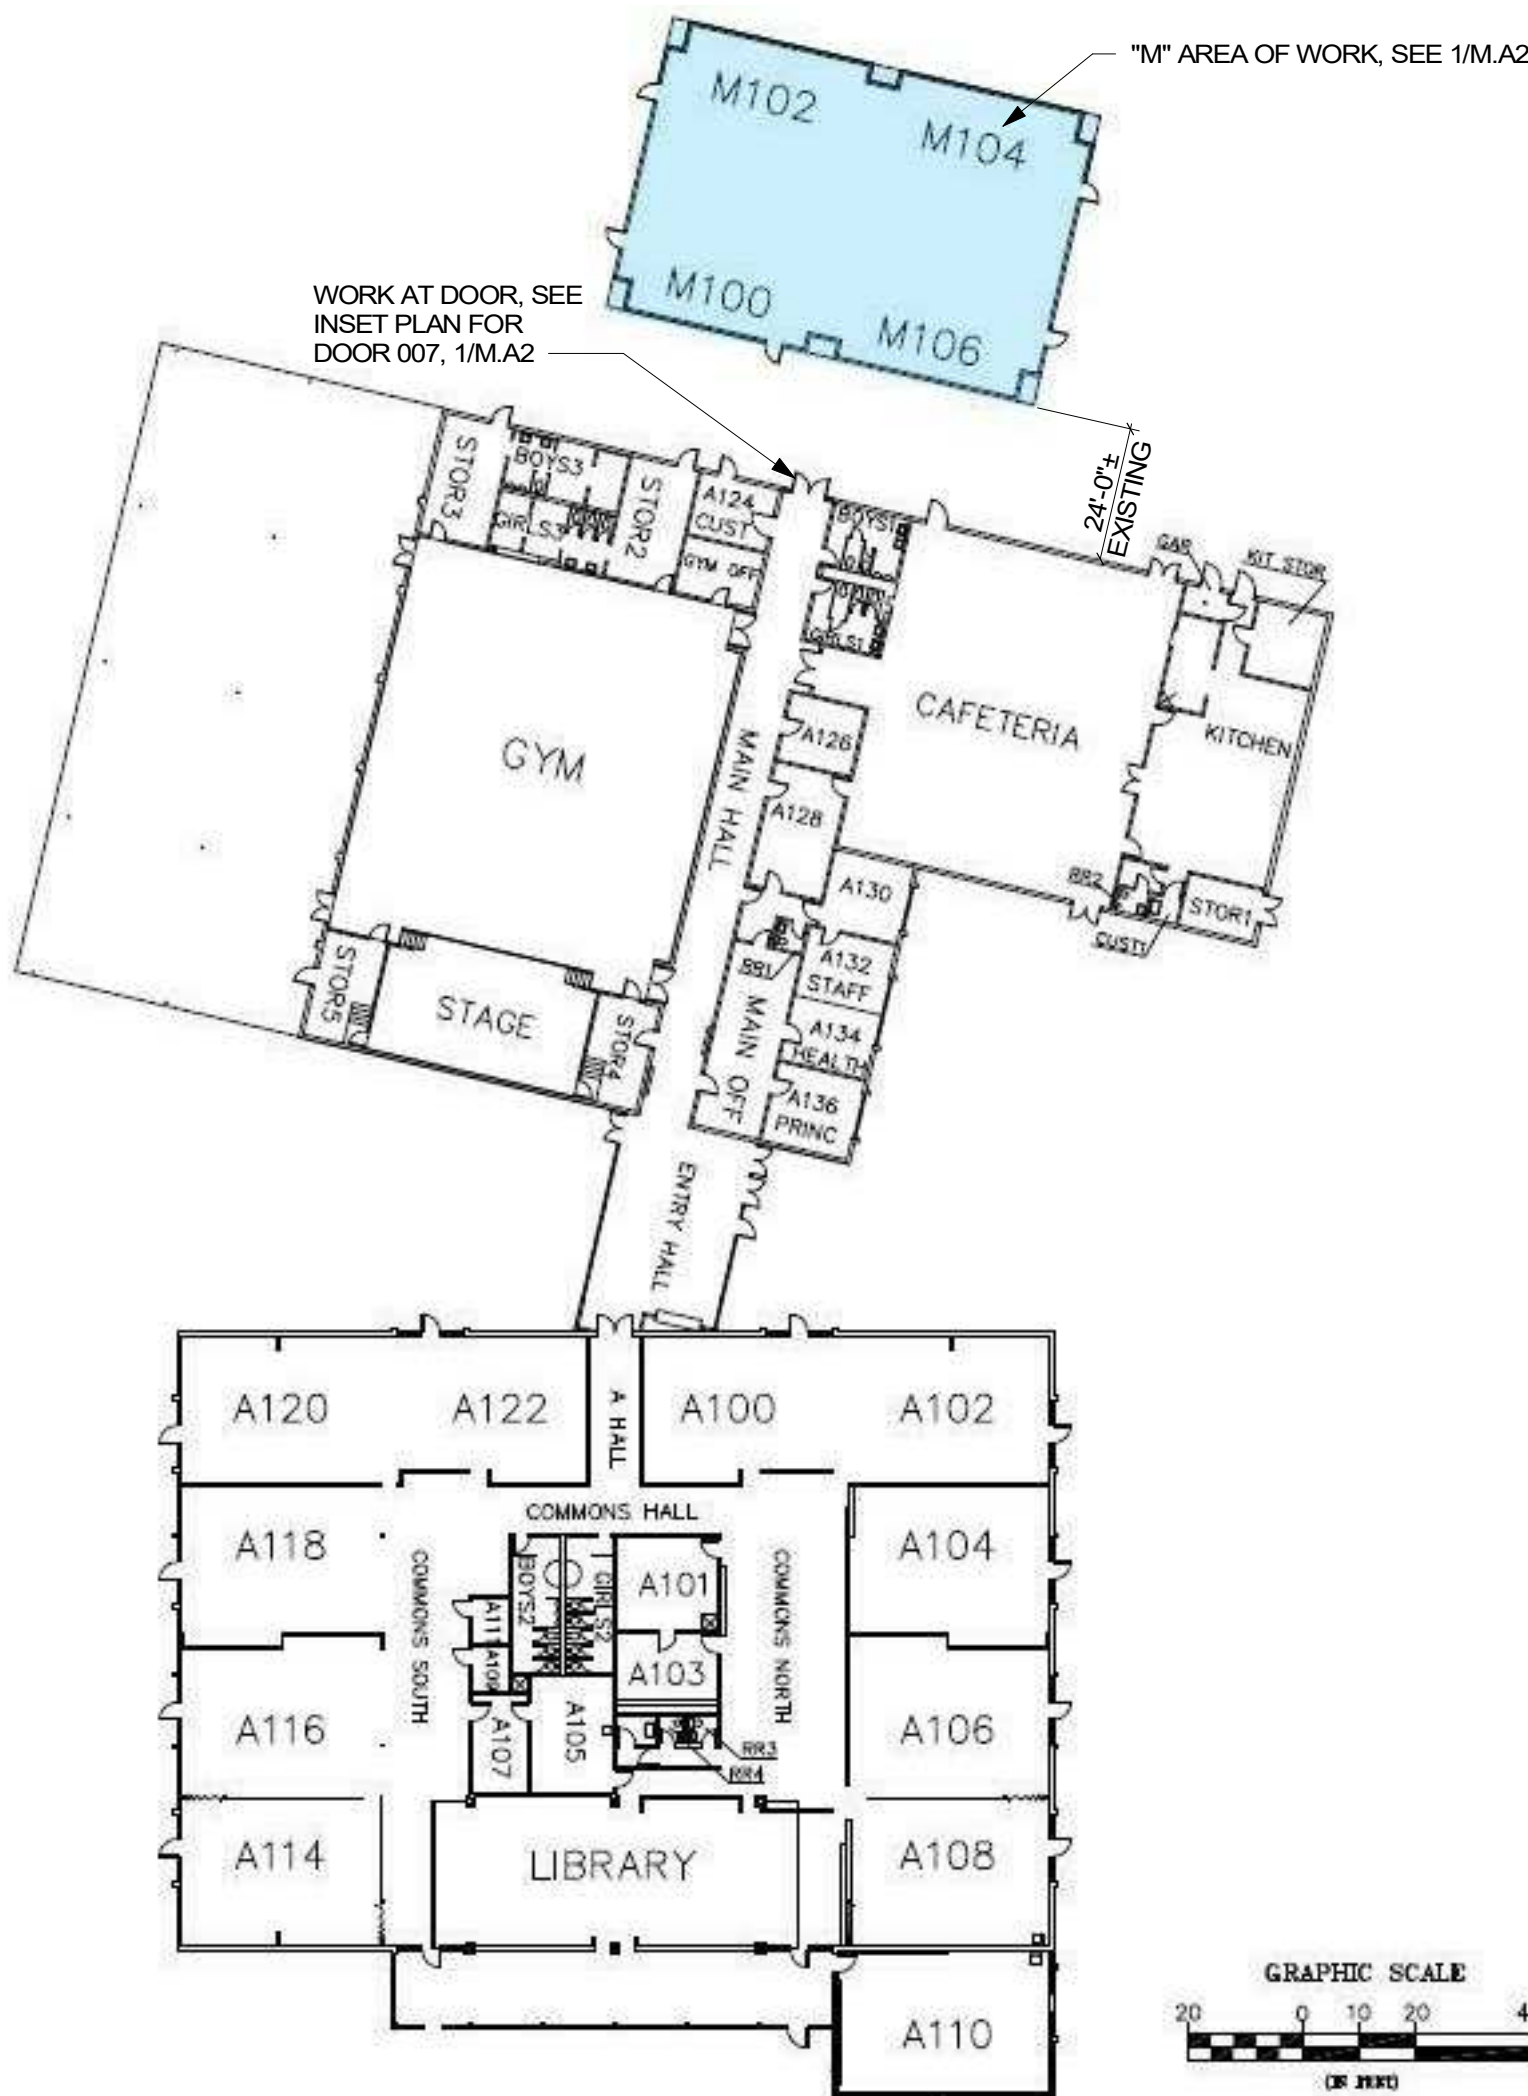 "M" AREA OF WORK, SEE 1/M.A2
M102
M104
M100
M106
WORK AT DOOR, SEE
INSET PLAN FOR
DOOR 007, 1/M.A2
24'-0"±
EXISTING
STOR3
BOYS3
GIRLS3
STOR2
A124
CUST
GYM OFF
BOYS1
GIRLS1
GAR
KIT STOR
CAFETERIA
KITCHEN
GYM
MAIN HALL
A126
A128
A130
RR2
CUST1
STOR1
RR1
A132
STAFF
A134
HEALTH
A136
PRINC
MAIN OFF
STOR5
STAGE
STOR4
ENTRY HALL
A120
A122
A HALL
A100
A102
COMMONS HALL
A118
COMMONS SOUTH
A111
A109
BOYS2
GIRLS2
A101
COMMONS NORTH
A104
A103
A116
A107
A105
RR3
RR4
A106
A114
LIBRARY
A108
A110
GRAPHIC SCALE
20 0 10 20
(IN FEET)